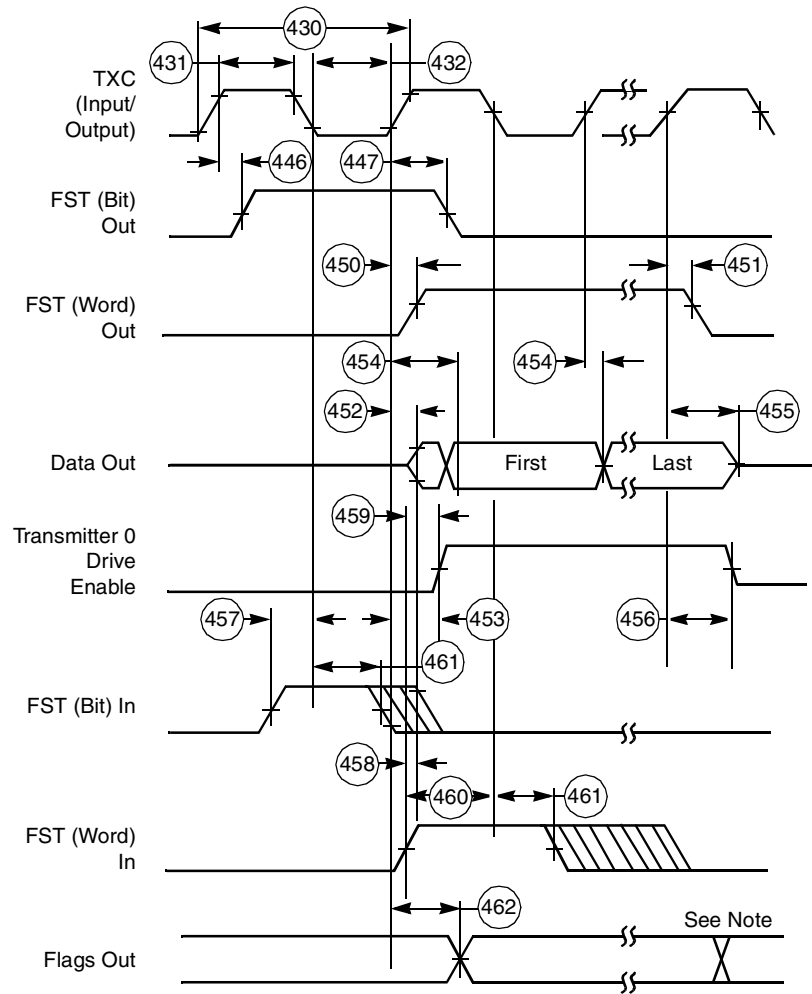 430
431
432
TXC
(Input/
Output)
446
447
FST (Bit)
Out
450
451
FST (Word)
Out
454
454
452
455
Data Out
First
Last
459
Transmitter 0
Drive
Enable
457
453
456
461
FST (Bit) In
458
460
461
FST (Word)
In
462
See Note
Flags Out